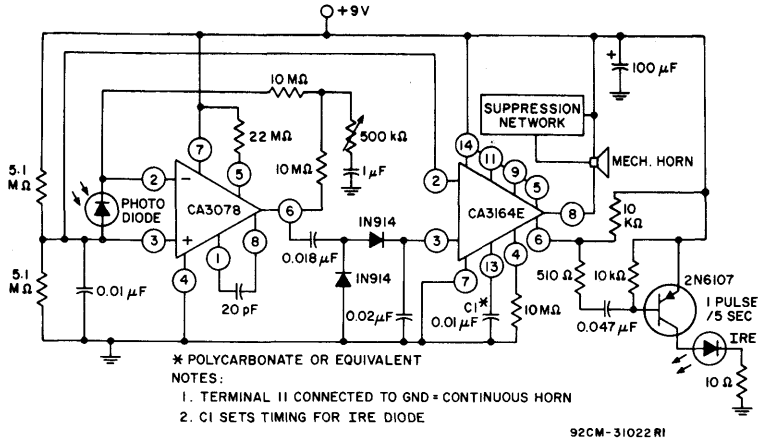 +9V
10 MΩ
+
100 µF
SUPPRESSION
NETWORK
22 MΩ
500 kΩ
7
14
11
9
5
MECH. HORN
5.1
MΩ
5
10 MΩ
1 µF
2
−
2
PHOTO
DIODE
CA3078
6
CA3164E
8
10
KΩ
3
+
1N914
3
6
0.018 µF
4
1
8
7
13
4
510 Ω
10 kΩ
2N6107
5.1
MΩ
0.01 µF
1N914
20 pF
0.02 µF
C1*
0.01 µF
10 MΩ
0.047 µF
1 PULSE
/5 SEC
IRE
10 Ω
* POLYCARBONATE OR EQUIVALENT
NOTES:
1. TERMINAL 11 CONNECTED TO GND = CONTINUOUS HORN
2. C1 SETS TIMING FOR IRE DIODE
92CM-31022R1